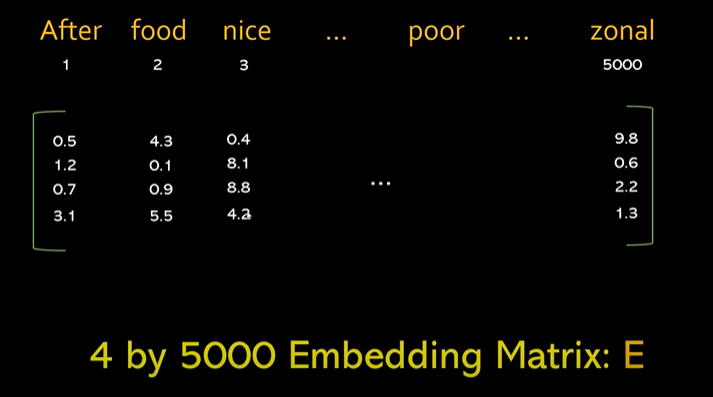 After food nice ... poor ... zonal
1 2 3 5000
0.5 4.3 0.4 9.8
1.2 0.1 8.1 0.6
0.7 0.9 8.8 ... 2.2
3.1 5.5 4.2 1.3
4 by 5000 Embedding Matrix: E